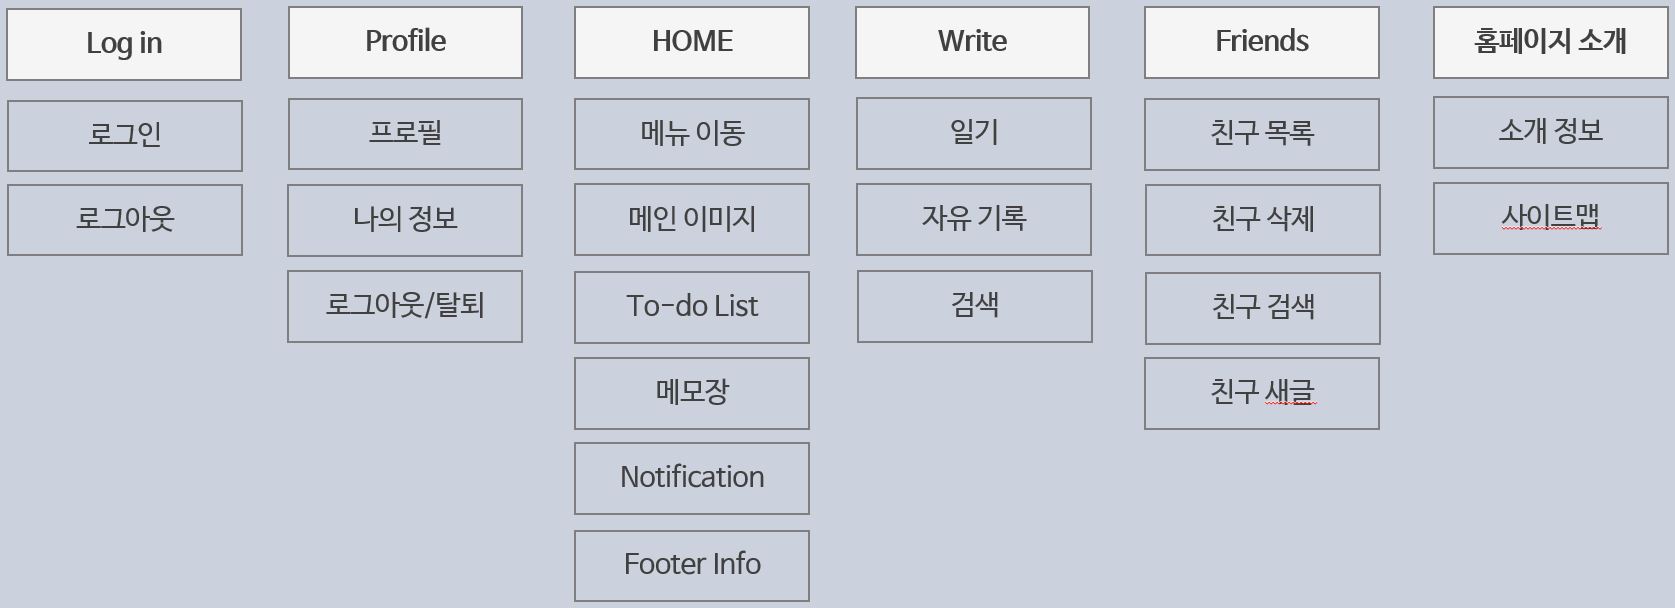 Log in
로그인
로그아웃
Profile
프로필
나의 정보
로그아웃/탈퇴
HOME
메뉴 이동
메인 이미지
To-do List
메모장
Notification
Footer Info
Write
일기
자유 기록
검색
Friends
친구 목록
친구 삭제
친구 검색
친구 새글
홈페이지 소개
소개 정보
사이트맵